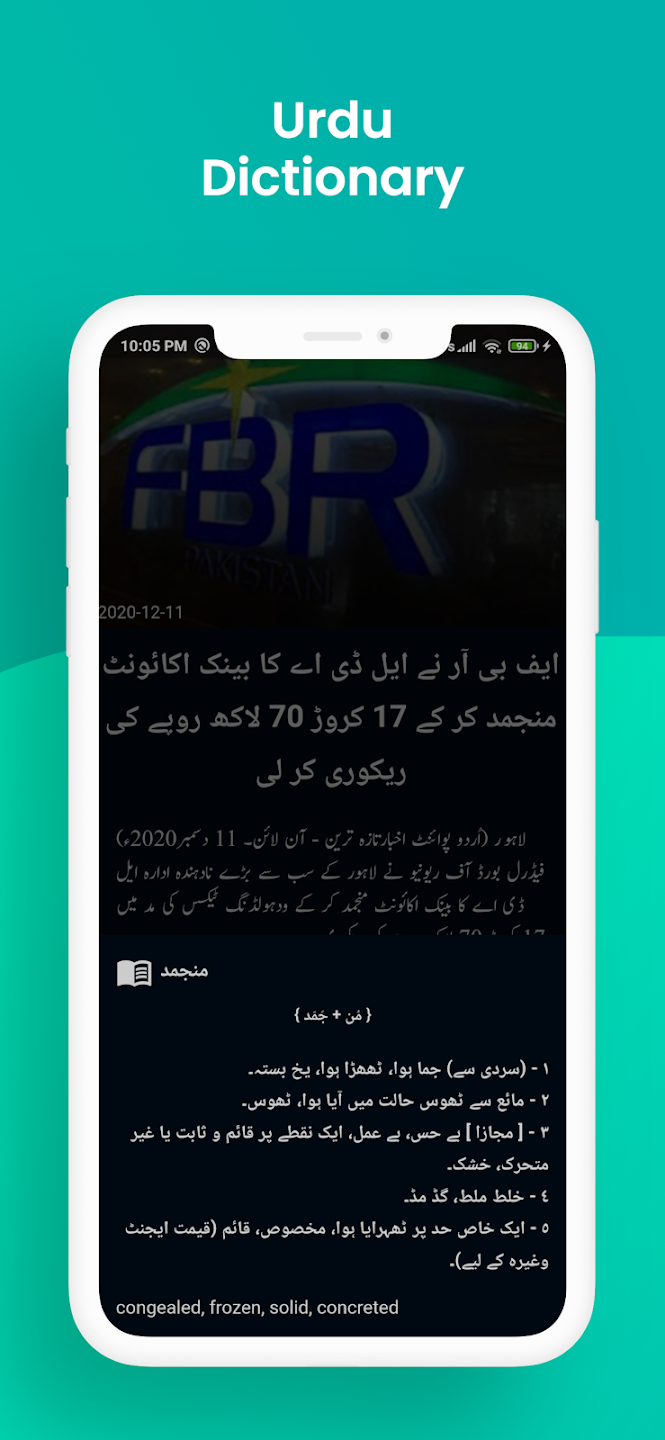 Urdu
Dictionary
10:05 PM
94
FBR
PAKISTAN
2020-12-11
ایف بی آر نے ایل ڈی اے کا بینک اکائونٹ
منجمد کر کے 17 کروڑ 70 لاکھ روپے کی
ریکوری کر لی
لاہور (اُردو پوائنٹ اخبارتازہ ترین - آن لائن۔ 11 دسمبر2020ء)
فیڈرل بورڈ آف ریونیو نے لاہور کے سب سے بڑے نادہندہ ادارہ ایل
ڈی اے کا بینک اکائونٹ منجمد کر کے ودہولڈنگ ٹیکس کی مد میں
منجمد
{ مُن + جَمَد }
١ - (سردی سے) جما ہوا، ٹھھڑا ہوا، یخ بستہ۔
٢ - مائع سے ٹھوس حالت میں آیا ہوا، ٹھوس۔
٣ - [ مجازا ] بے حس، بے عمل، ایک نقطے پر قائم و ثابت یا غیر
متحرک، خشک۔
٤ - خلط ملط، گڈ مڈ۔
٥ - ایک خاص حد پر ٹھہرایا ہوا، مخصوص، قائم (قیمت ایجنٹ
وغیرہ کے لیے)۔
congealed, frozen, solid, concreted